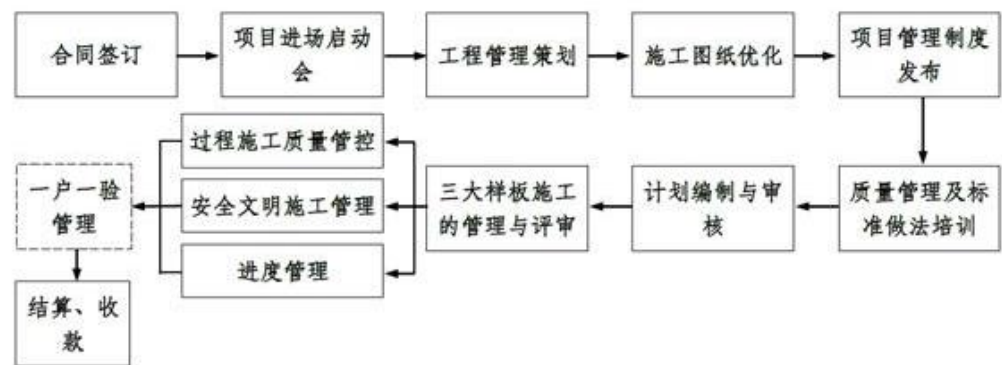 合同签订
项目进场启动
会
工程管理策划
施工图纸优化
项目管理制度
发布
质量管理及标
准做法培训
计划编制与审
核
三大样板施工
的管理与评审
过程施工质量管控
安全文明施工管理
进度管理
一户一验
管理
结算、收
款